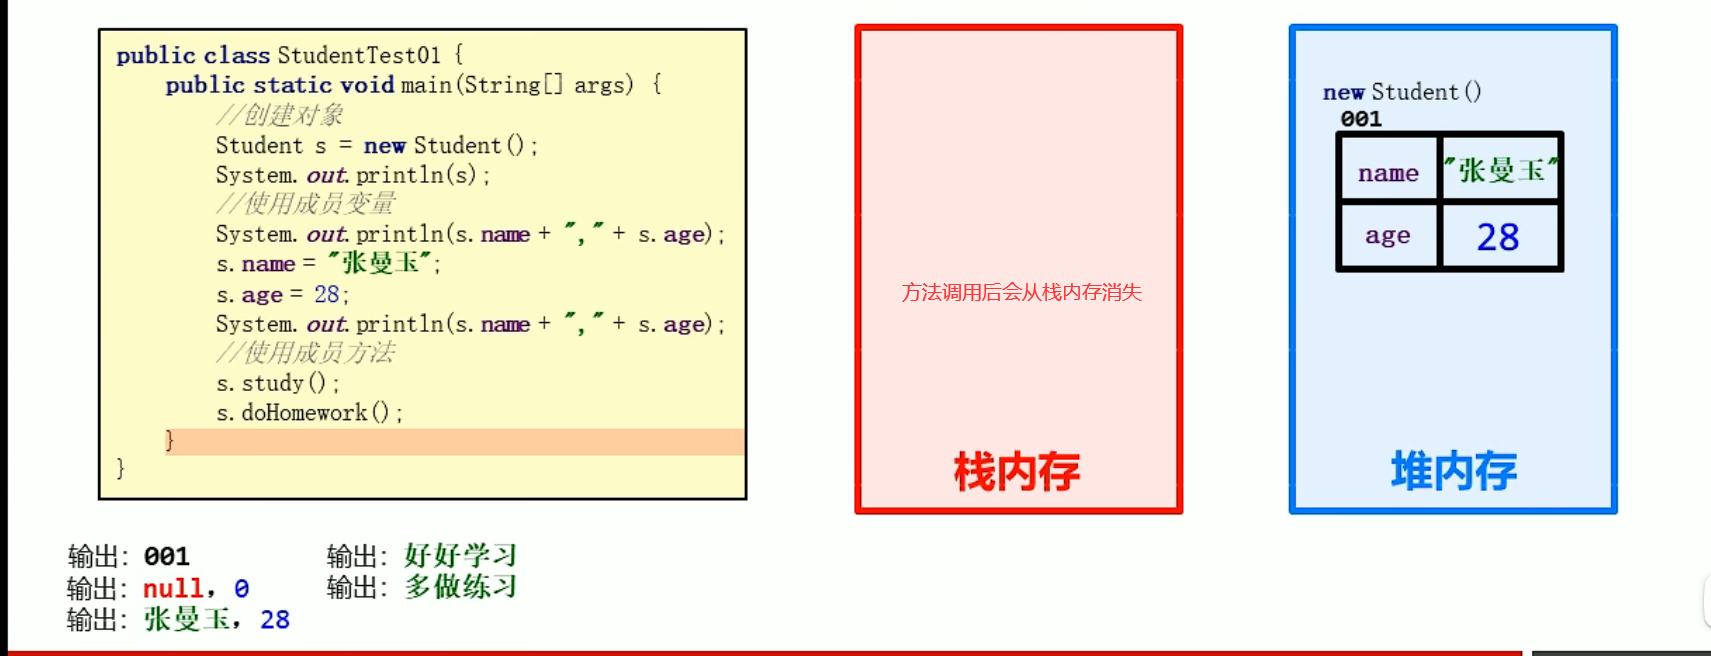 public class StudentTest01 {
public static void main(String[] args) {
//创建对象
Student s = new Student();
System.out.println(s);
//使用成员变量
System.out.println(s.name + "," + s.age);
s.name = "张曼玉";
s.age = 28;
System.out.println(s.name + "," + s.age);
//使用成员方法
s.study();
s.doHomework();
}
}
方法调用后会从栈内存消失
栈内存
new Student()
001
name "张曼玉"
age 28
堆内存
输出：001
输出：null，0
输出：张曼玉，28
输出：好好学习
输出：多做练习